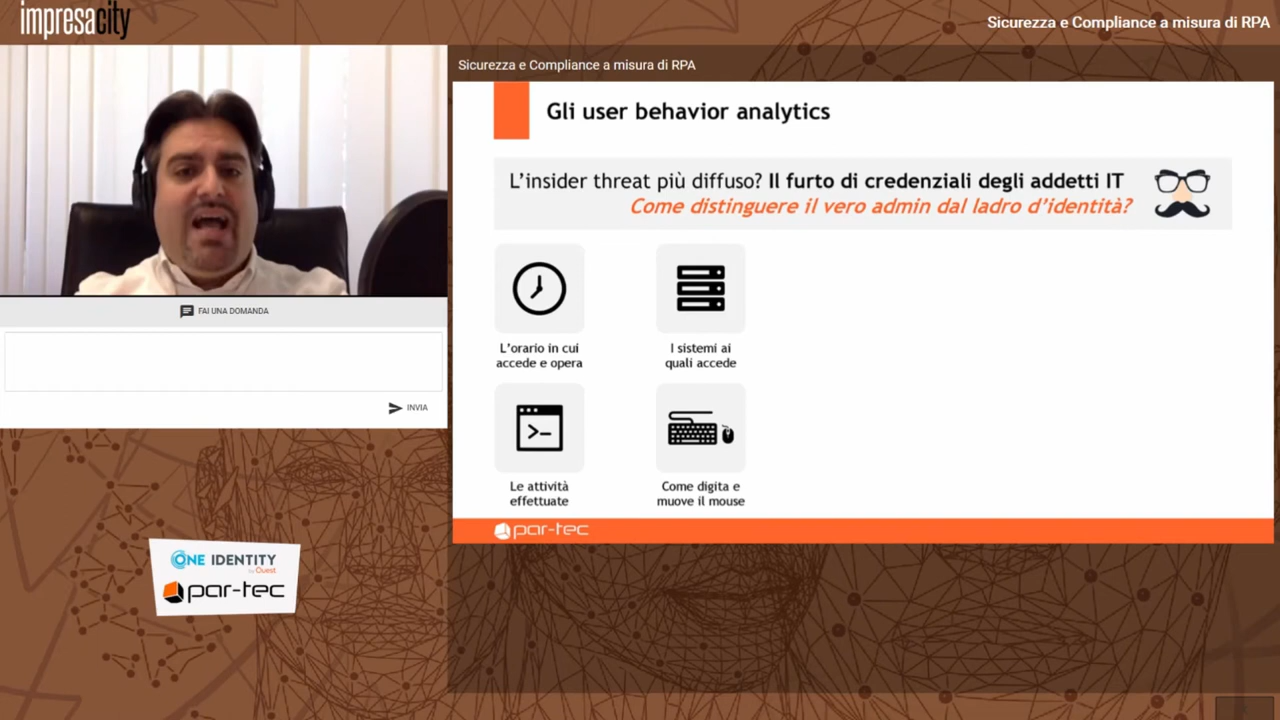 impresacity
Sicurezza e Compliance a misura di RPA
Sicurezza e Compliance a misura di RPA
Gli user behavior analytics
L'insider threat più diffuso? Il furto di credenziali degli addetti IT
Come distinguere il vero admin dal ladro d'identità?
L'orario in cui
accede e opera
I sistemi ai
quali accede
Le attività
effettuate
Come digita e
muove il mouse
par-tec
FAI UNA DOMANDA
INVIA
ONE IDENTITY
by Quest
par-tec